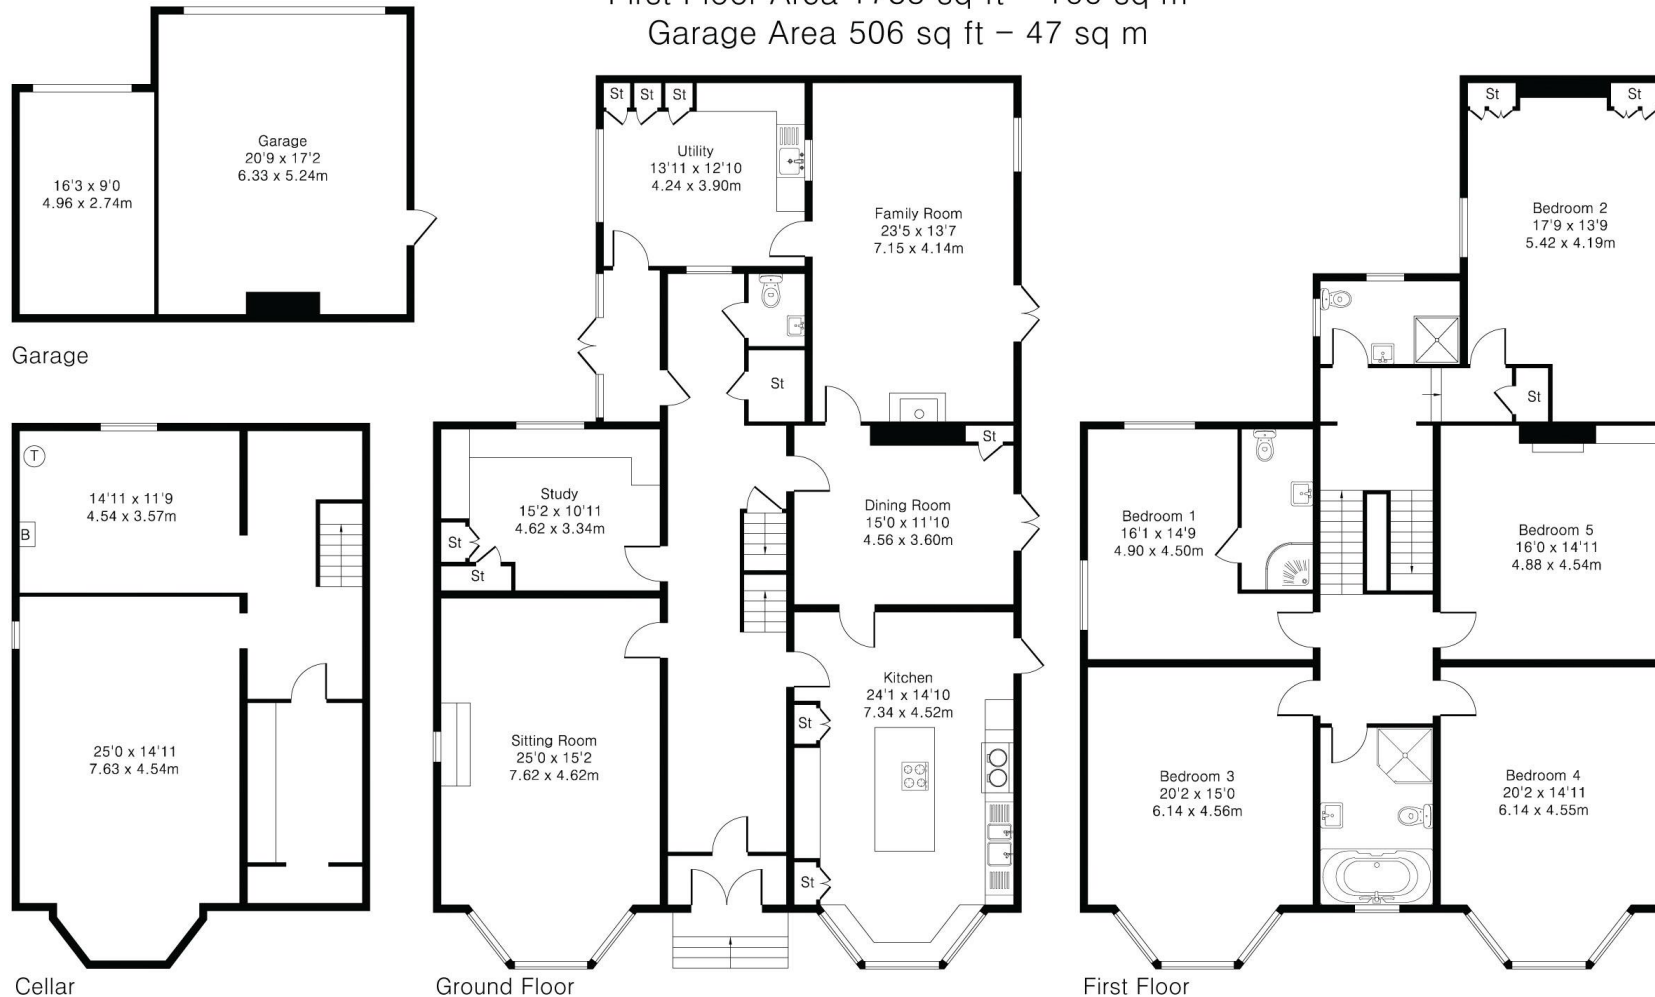 Garage Area 506 sq ft – 47 sq m
Garage
20'9 x 17'2
6.33 x 5.24m
16'3 x 9'0
4.96 x 2.74m
Garage
14'11 x 11'9
4.54 x 3.57m
T
B
25'0 x 14'11
7.63 x 4.54m
Cellar
St
St
St
Utility
13'11 x 12'10
4.24 x 3.90m
Family Room
23'5 x 13'7
7.15 x 4.14m
St
St
Study
15'2 x 10'11
4.62 x 3.34m
St
St
Dining Room
15'0 x 11'10
4.56 x 3.60m
Sitting Room
25'0 x 15'2
7.62 x 4.62m
Kitchen
24'1 x 14'10
7.34 x 4.52m
St
St
Ground Floor
St
St
Bedroom 2
17'9 x 13'9
5.42 x 4.19m
St
Bedroom 1
16'1 x 14'9
4.90 x 4.50m
Bedroom 5
16'0 x 14'11
4.88 x 4.54m
Bedroom 3
20'2 x 15'0
6.14 x 4.56m
Bedroom 4
20'2 x 14'11
6.14 x 4.55m
First Floor